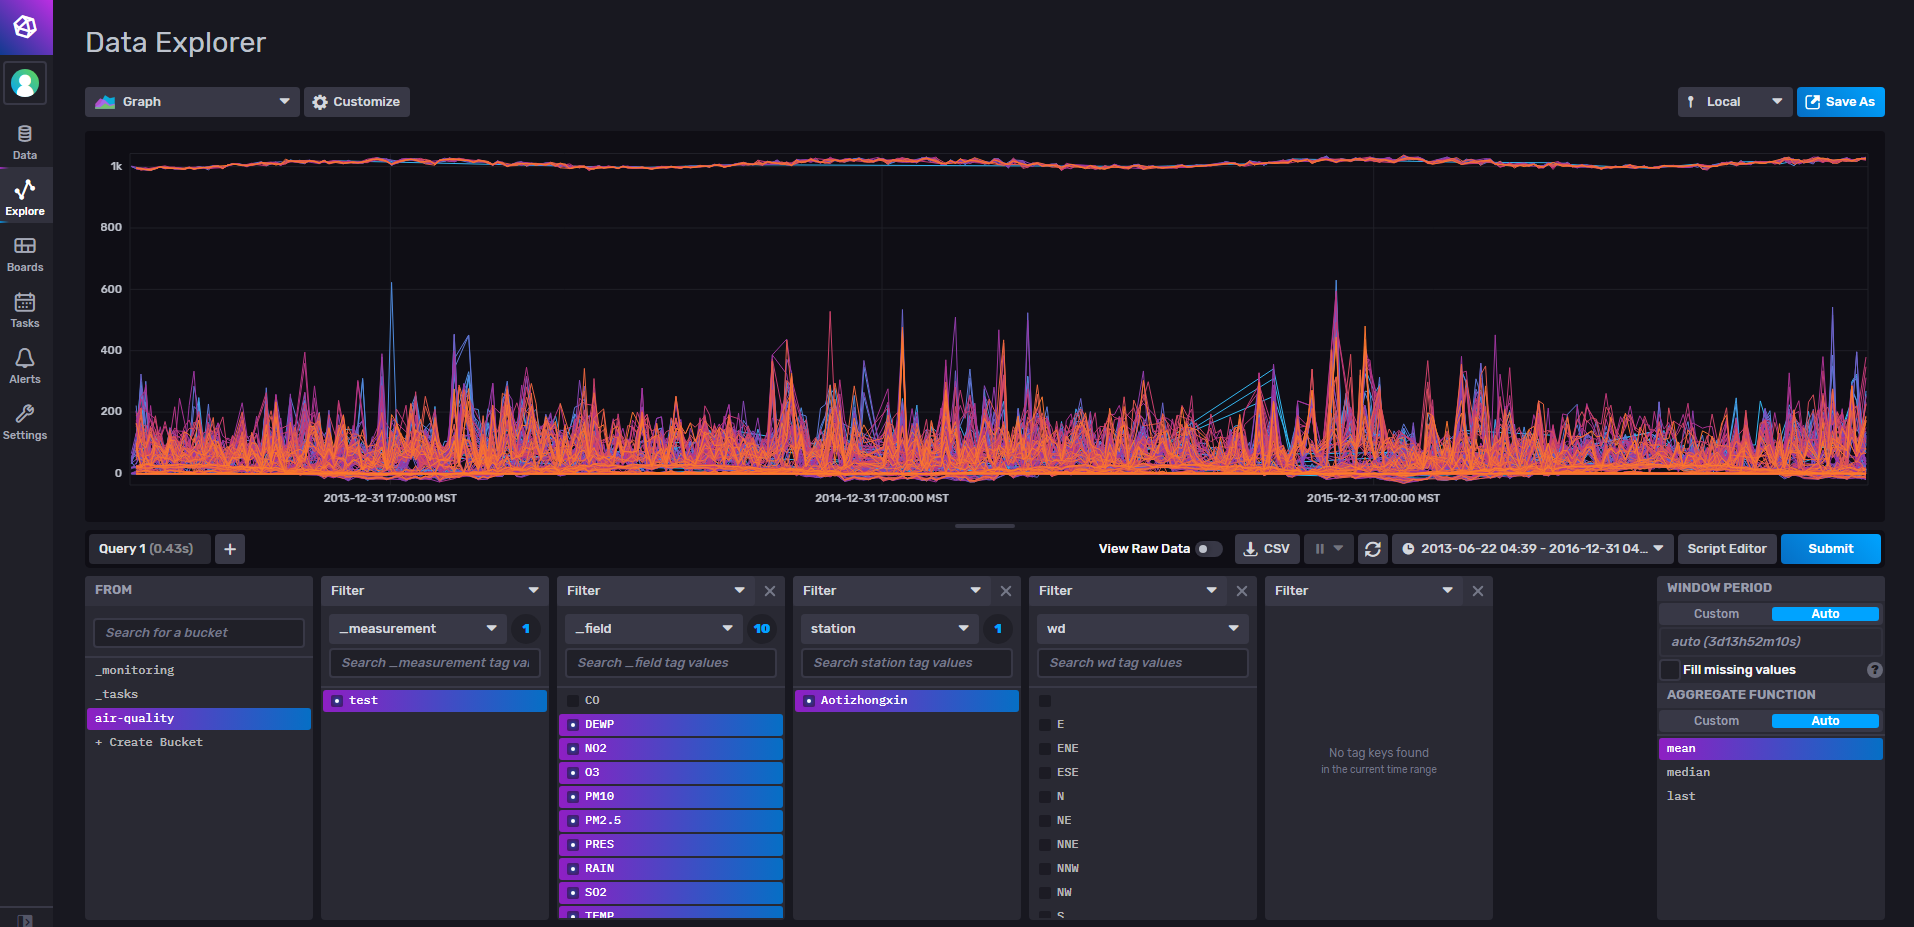 Data Explorer
Graph
Customize
Local
Save As
Data
Explore
Boards
Tasks
Alerts
Settings
1k
800
600
400
200
0
2013-12-31 17:00:00 MST
2014-12-31 17:00:00 MST
2015-12-31 17:00:00 MST
Query 1 (0.43s)
+
View Raw Data
CSV
2013-06-22 04:39 - 2016-12-31 04...
Script Editor
Submit
FROM
Search for a bucket
_monitoring
_tasks
air-quality
+ Create Bucket
Filter
_measurement
1
Search _measurement tag val
test
Filter
_field
10
Search _field tag values
CO
DEWP
NO2
O3
PM10
PM2.5
PRES
RAIN
SO2
TEMP
Filter
station
1
Search station tag values
Aotizhongxin
Filter
wd
Search wd tag values
E
ENE
ESE
N
NE
NNE
NNW
NW
S
Filter
No tag keys found
in the current time range
WINDOW PERIOD
Custom Auto
auto (3d13h52m10s)
Fill missing values ?
AGGREGATE FUNCTION
Custom Auto
mean
median
last